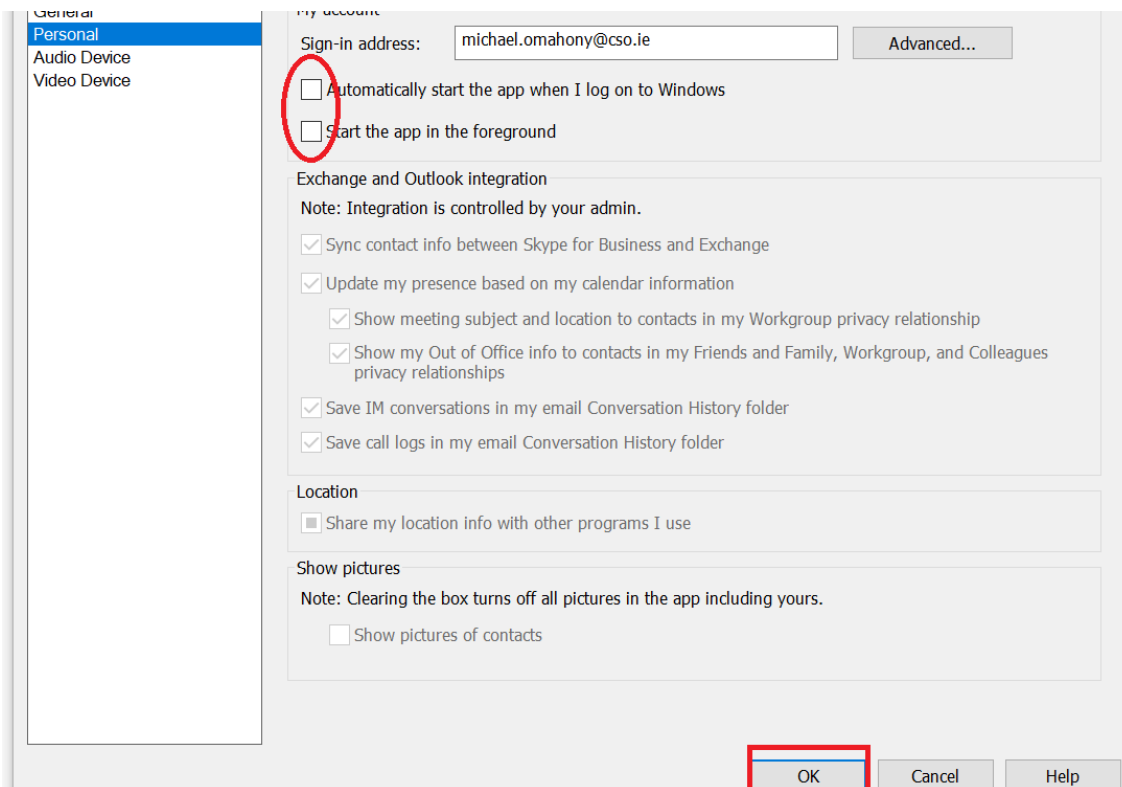 General
Personal
Audio Device
Video Device
My account
Sign-in address:
michael.omahony@cso.ie
Advanced...
Automatically start the app when I log on to Windows
Start the app in the foreground
Exchange and Outlook integration
Note: Integration is controlled by your admin.
Sync contact info between Skype for Business and Exchange
Update my presence based on my calendar information
Show meeting subject and location to contacts in my Workgroup privacy relationship
Show my Out of Office info to contacts in my Friends and Family, Workgroup, and Colleagues
privacy relationships
Save IM conversations in my email Conversation History folder
Save call logs in my email Conversation History folder
Location
Share my location info with other programs I use
Show pictures
Note: Clearing the box turns off all pictures in the app including yours.
Show pictures of contacts
OK
Cancel
Help